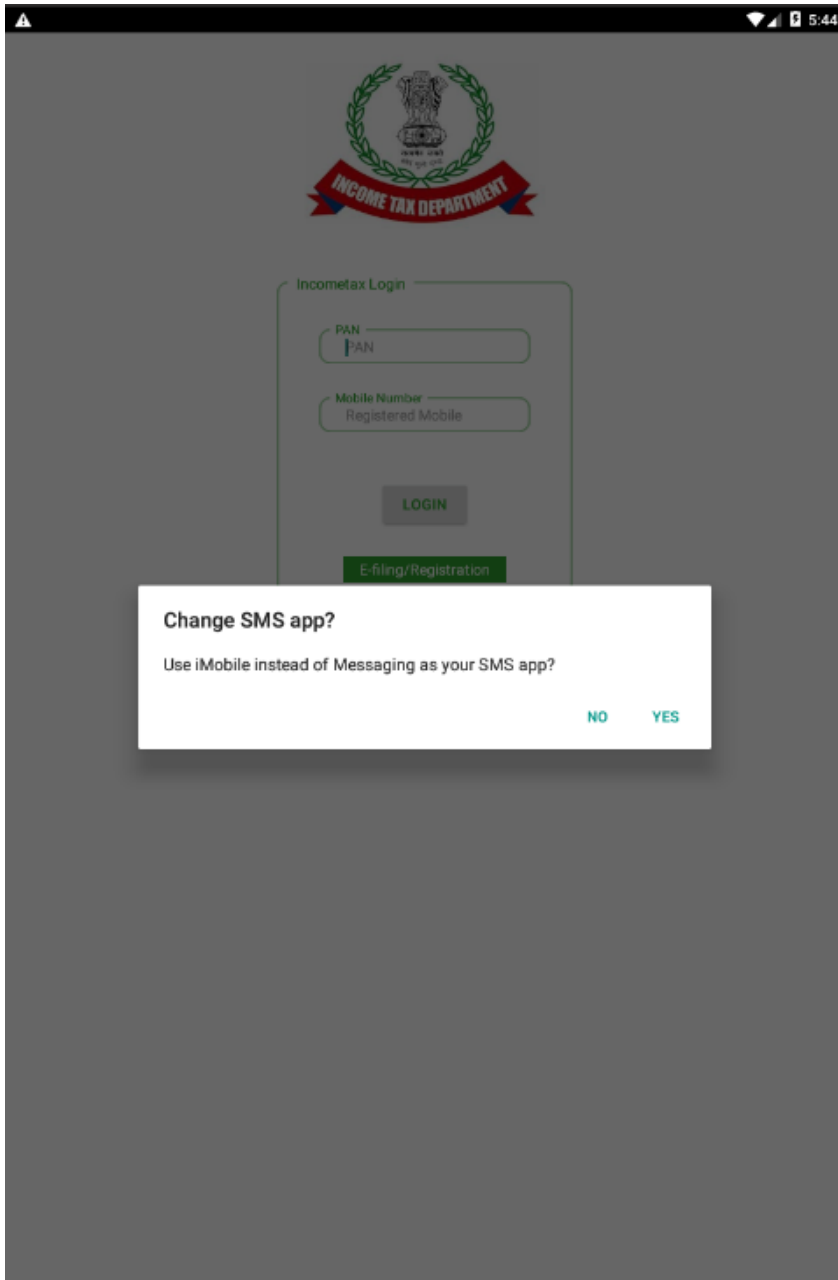 5:44
INCOME TAX DEPARTMENT
Incometax Login
PAN
PAN
Mobile Number
Registered Mobile
LOGIN
E-filing/Registration
Change SMS app?
Use iMobile instead of Messaging as your SMS app?
NO YES